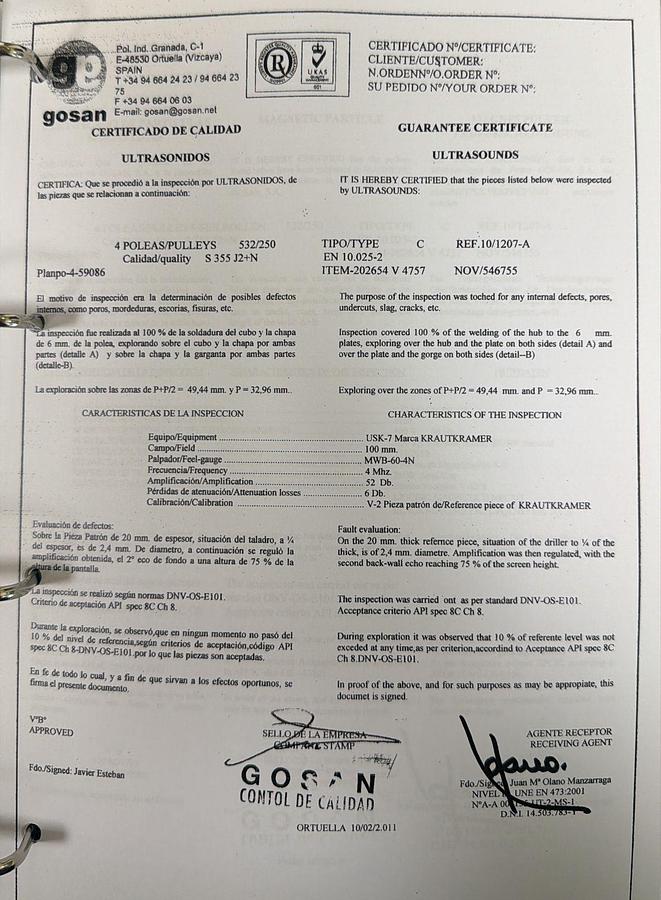 gosan
Pol. Ind. Granada, C-1
E-48530 Ortuella (Vizcaya)
SPAIN
T +34 94 664 24 23 / 94 664 23
75
F +34 94 664 06 03
E-mail: gosan@gosan.net
R
UKAS
QUALITY
MANAGEMENT
001
CERTIFICADO Nº/CERTIFICATE:
CLIENTE/CUSTOMER:
N.ORDENNº/O.ORDER Nº:
SU PEDIDO Nº/YOUR ORDER Nº:
CERTIFICADO DE CALIDAD
GUARANTEE CERTIFICATE
ULTRASONIDOS
ULTRASOUNDS
CERTIFICA: Que se procedió a la inspección por ULTRASONIDOS, de
las piezas que se relacionan a continuación:
IT IS HEREBY CERTIFIED that the pieces listed below were inspected
by ULTRASOUNDS:
4 POLEAS/PULLEYS 532/250 TIPO/TYPE C REF.10/1207-A
Calidad/quality S 355 J2+N EN 10.025-2
Planpo-4-59086 ITEM-202654 V 4757 NOV/546755
El motivo de inspección era la determinación de posibles defectos
internos, como poros, mordeduras, escorias, fisuras, etc.
The purpose of the inspection was toched for any internal defects, pores,
undercuts, slag, cracks, etc.
La inspección fue realizada al 100 % de la soldadura del cubo y la chapa
de 6 mm. de la polea, explorando sobre el cubo y la chapa por ambas
partes (detalle A) y sobre la chapa y la garganta por ambas partes
(detalle-B).
Inspection covered 100 % of the welding of the hub to the 6 mm.
plates, exploring over the hub and the plate on both sides (detail A) and
over the plate and the gorge on both sides (detail--B)
La exploración sobre las zonas de P+P/2 = 49,44 mm. y P = 32,96 mm..
Exploring over the zones of P+P/2 = 49,44 mm. and P = 32,96 mm..
CARACTERISTICAS DE LA INSPECCION
CHARACTERISTICS OF THE INSPECTION
Equipo/Equipment ........ USK-7 Marca KRAUTKRAMER
Campo/Field ........ 100 mm.
Palpador/Feel-gauge ........ MWB-60-4N
Frecuencia/Frequency ........ 4 Mhz.
Amplificación/Amplification ........ 52 Db.
Pérdidas de atenuación/Attenuation losses ........ 6 Db.
Calibración/Calibration ........ V-2 Pieza patrón de/Reference piece of KRAUTKRAMER
Evaluación de defectos:
Sobre la Pieza Patrón de 20 mm. de espesor, situación del taladro, a ¼
del espesor, es de 2,4 mm. De diametro, a continuación se reguló la
amplificación obtenida, el 2º eco de fondo a una altura de 75 % de la
altura de la pantalla.
Fault evaluation:
On the 20 mm. thick refernce piece, situation of the driller to ¼ of the
thick, is of 2,4 mm. diametre. Amplification was then regulated, with the
second back-wall echo reaching 75 % of the screen height.
La inspección se realizó según normas DNV-OS-E101.
Criterio de aceptación API spec 8C Ch 8.
The inspection was carried ont as per standard DNV-OS-E101.
Acceptance criterio API spec 8C Ch 8.
Durante la exploración, se observó,que en ningun momento no pasó del
10 % del nivel de referencia,según criterios de aceptación,código API
spec 8C Ch 8-DNV-OS-E101.por lo que las piezas son aceptadas.
During exploration it was observed that 10 % of referente level was not
exceded at any time,as per criterion,accordind to Aceptance API spec 8C
Ch 8.DNV-OS-E101.
En fe de todo lo cual, y a fin de que sirvan a los efectos oportunos, se
firma el presente documento.
In proof of the above, and for such purposes as may be appropiate, this
documet is signed.
VºBº
APPROVED
SELLO DE LA EMPRESA
COMPANY STAMP
AGENTE RECEPTOR
RECEIVING AGENT
Fdo./Signed: Javier Esteban
GOSAN
CONTOL DE CALIDAD
Olano.
Fdo./Signed: Juan Mª Olano Manzarraga
NIVEL UNE EN 473:2001
NºA-A UT-2-MS-1
D.N.I. 14.503.783-T
ORTUELLA 10/02/2.011